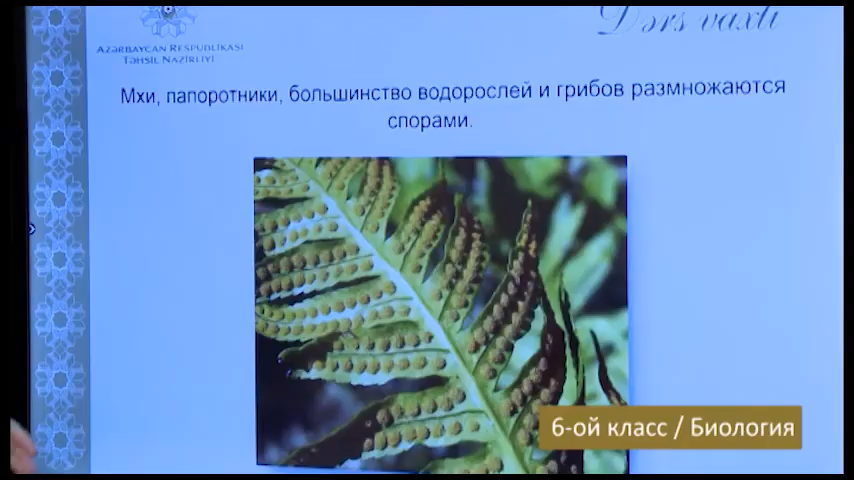 Dərs vaxtı
AZƏRBAYCAN RESPUBLİKASI
TƏHSİL NAZİRLİYİ
Мхи, папоротники, большинство водорослей и грибов размножаются
спорами.
6-ой класс / Биология